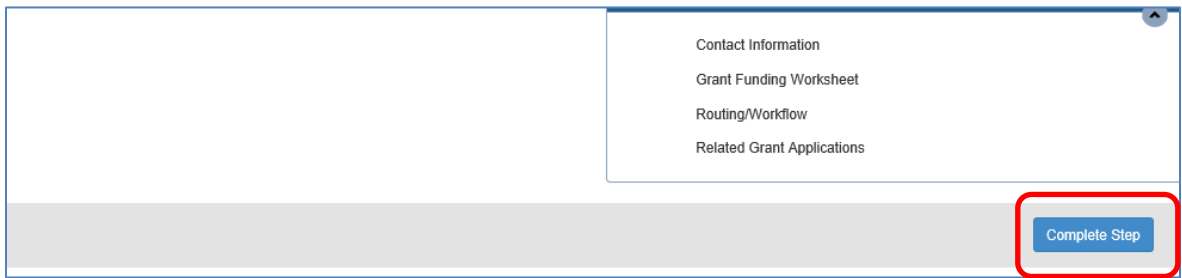 Contact Information
Grant Funding Worksheet
Routing/Workflow
Related Grant Applications
Complete Step